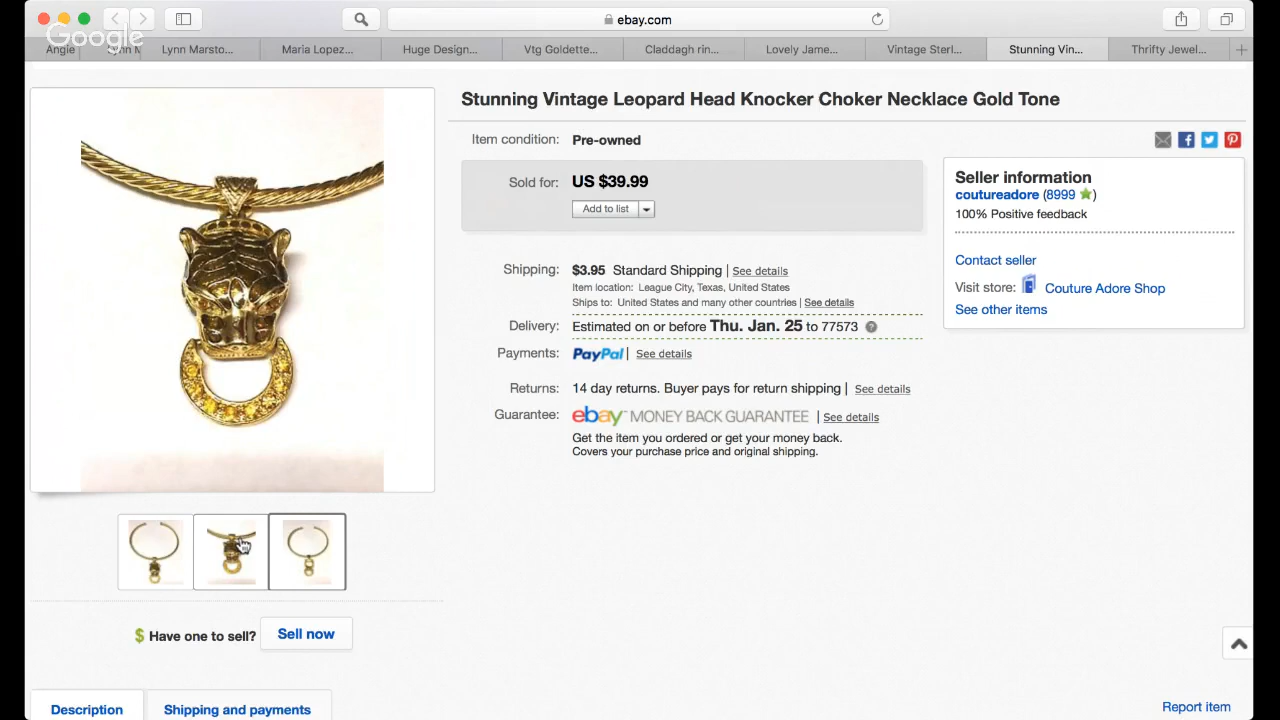 ebay.com
Google
Angie
Lynn M
Lynn Marsto...
Maria Lopez...
Huge Design...
Vtg Goldette...
Claddagh rin...
Lovely Jame...
Vintage Sterl...
Stunning Vin...
Thrifty Jewel...
Stunning Vintage Leopard Head Knocker Choker Necklace Gold Tone
Item condition: Pre-owned
Sold for: US $39.99
Add to list
Seller information
coutureadore (8999)
100% Positive feedback
Contact seller
Visit store: Couture Adore Shop
See other items
Shipping: $3.95 Standard Shipping | See details
Item location: League City, Texas, United States
Ships to: United States and many other countries | See details
Delivery: Estimated on or before Thu. Jan. 25 to 77573 ?
Payments: PayPal | See details
Returns: 14 day returns. Buyer pays for return shipping | See details
Guarantee: ebay MONEY BACK GUARANTEE | See details
Get the item you ordered or get your money back.
Covers your purchase price and original shipping.
$ Have one to sell? Sell now
Description
Shipping and payments
Report item